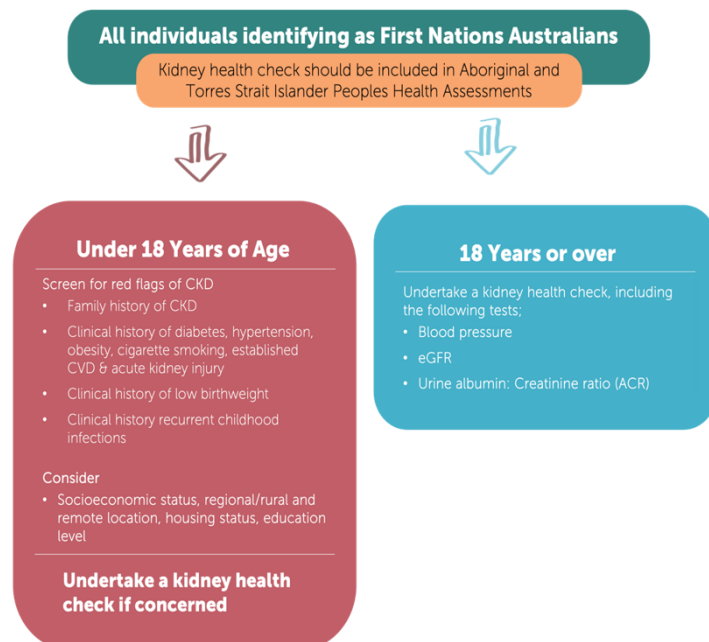 All individuals identifying as First Nations Australians
Kidney health check should be included in Aboriginal and
Torres Strait Islander Peoples Health Assessments
Under 18 Years of Age
Screen for red flags of CKD
• Family history of CKD
• Clinical history of diabetes, hypertension,
obesity, cigarette smoking, established
CVD & acute kidney injury
• Clinical history of low birthweight
• Clinical history recurrent childhood
infections
Consider
• Socioeconomic status, regional/rural and
remote location, housing status, education
level
Undertake a kidney health
check if concerned
18 Years or over
Undertake a kidney health check, including
the following tests;
• Blood pressure
• eGFR
• Urine albumin: Creatinine ratio (ACR)